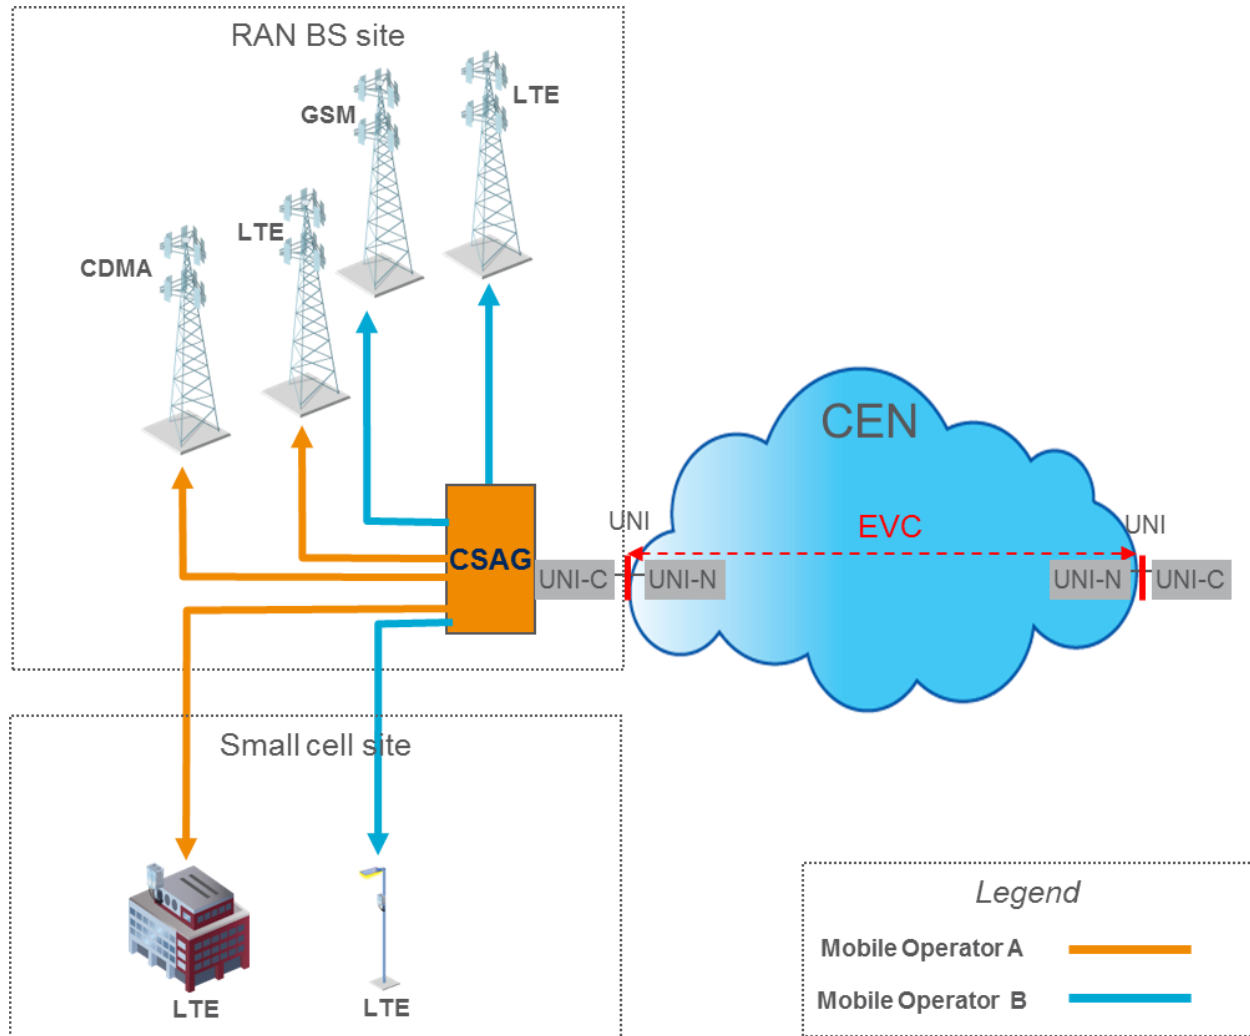 RAN BS site
LTE
GSM
LTE
CDMA
CEN
UNI
EVC
UNI
CSAG
UNI-C
UNI-N
UNI-N
UNI-C
Small cell site
LTE
LTE
Legend
Mobile Operator A
Mobile Operator B